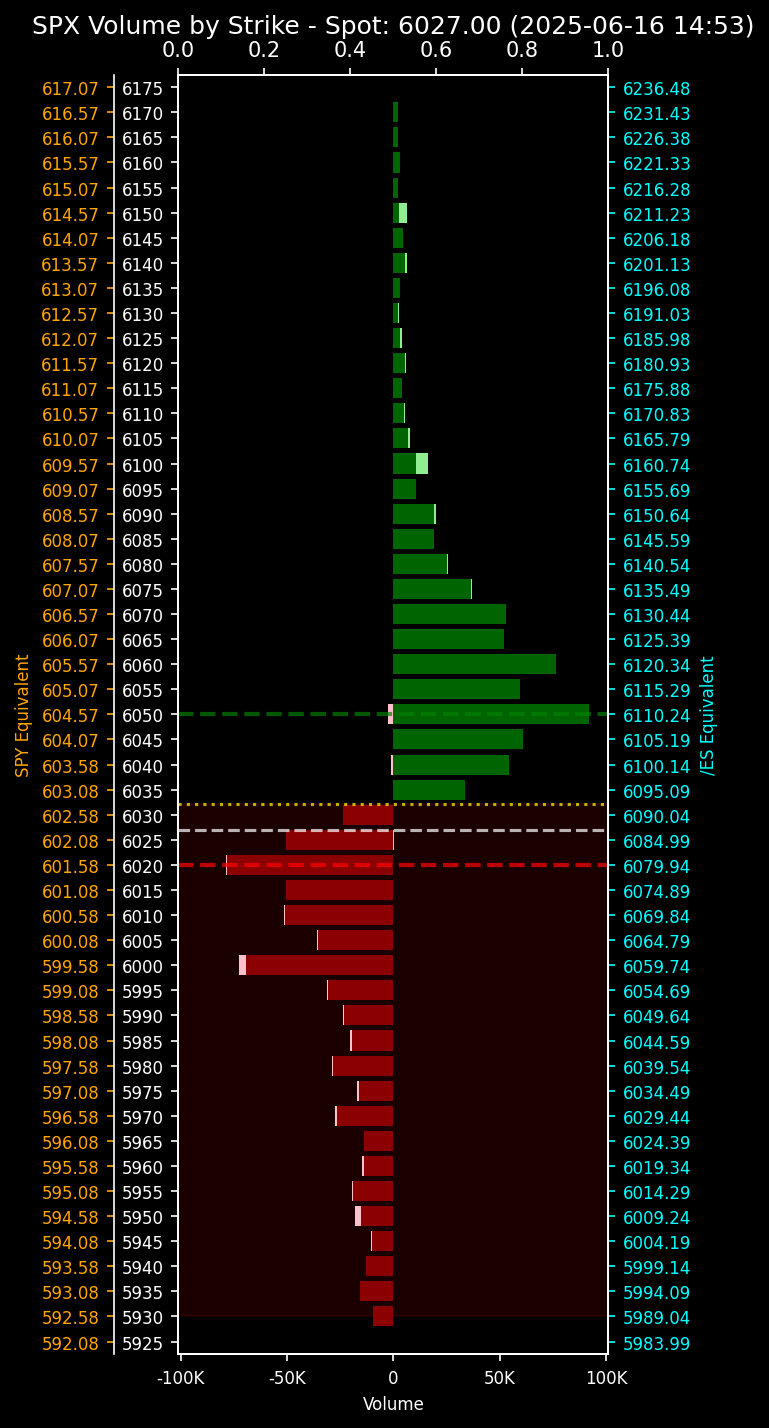 SPX Volume by Strike - Spot: 6027.00 (2025-06-16 14:53)
0.0 0.2 0.4 0.6 0.8 1.0
617.07 6175 6236.48
616.57 6170 6231.43
616.07 6165 6226.38
615.57 6160 6221.33
615.07 6155 6216.28
614.57 6150 6211.23
614.07 6145 6206.18
613.57 6140 6201.13
613.07 6135 6196.08
612.57 6130 6191.03
612.07 6125 6185.98
611.57 6120 6180.93
611.07 6115 6175.88
610.57 6110 6170.83
610.07 6105 6165.79
609.57 6100 6160.74
609.07 6095 6155.69
608.57 6090 6150.64
608.07 6085 6145.59
607.57 6080 6140.54
607.07 6075 6135.49
606.57 6070 6130.44
606.07 6065 6125.39
605.57 6060 6120.34
605.07 6055 6115.29
604.57 6050 6110.24
604.07 6045 6105.19
603.58 6040 6100.14
603.08 6035 6095.09
602.58 6030 6090.04
602.08 6025 6084.99
601.58 6020 6079.94
601.08 6015 6074.89
600.58 6010 6069.84
600.08 6005 6064.79
599.58 6000 6059.74
599.08 5995 6054.69
598.58 5990 6049.64
598.08 5985 6044.59
597.58 5980 6039.54
597.08 5975 6034.49
596.58 5970 6029.44
596.08 5965 6024.39
595.58 5960 6019.34
595.08 5955 6014.29
594.58 5950 6009.24
594.08 5945 6004.19
593.58 5940 5999.14
593.08 5935 5994.09
592.58 5930 5989.04
592.08 5925 5983.99
SPY Equivalent
/ES Equivalent
-100K -50K 0 50K 100K
Volume